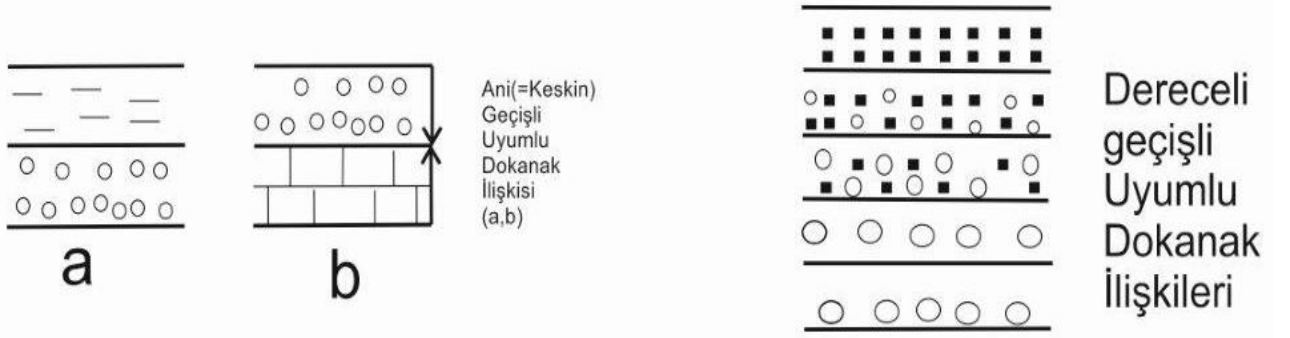 a
b
Ani(=Keskin)
Geçişli
Uyumlu
Dokanak
İlişkisi
(a,b)
Dereceli
geçişli
Uyumlu
Dokanak
İlişkileri